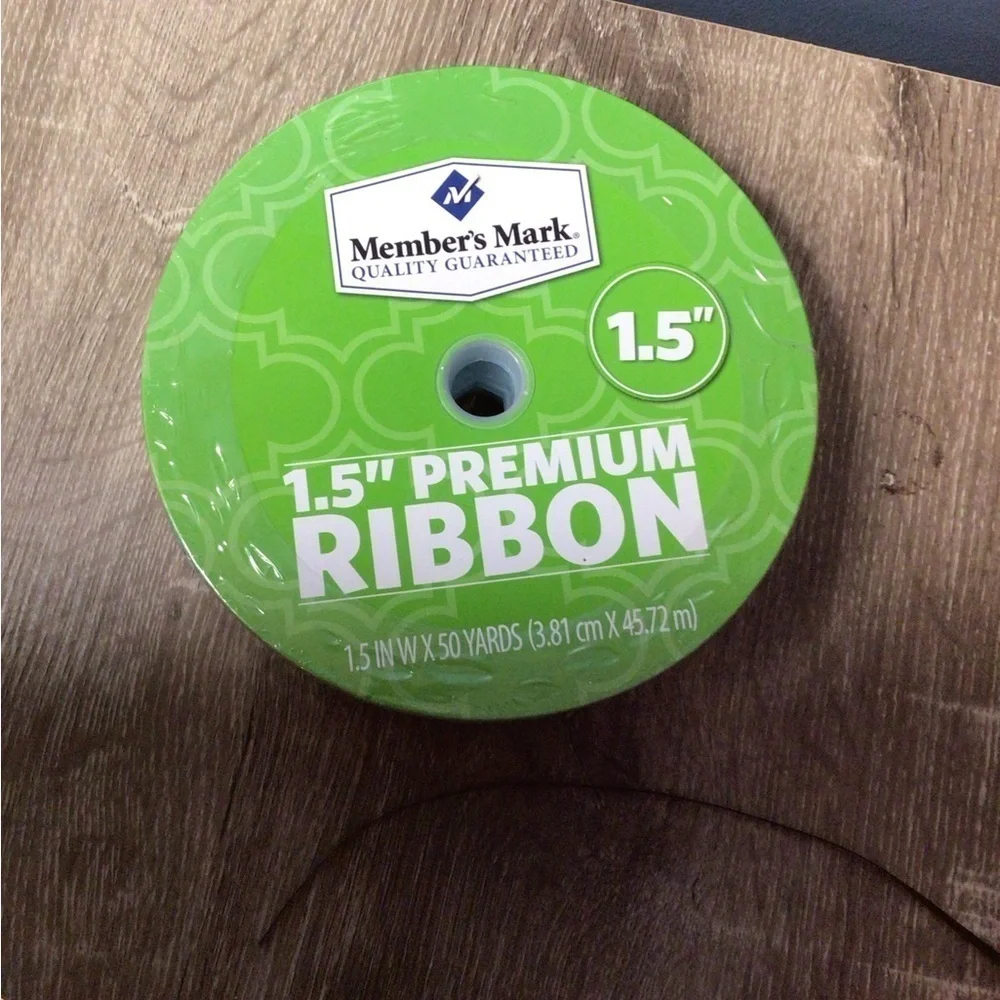 Member's Mark®
QUALITY GUARANTEED
1.5"
1.5" PREMIUM
RIBBON
1.5 IN W X 50 YARDS (3.81 cm X 45.72 m)